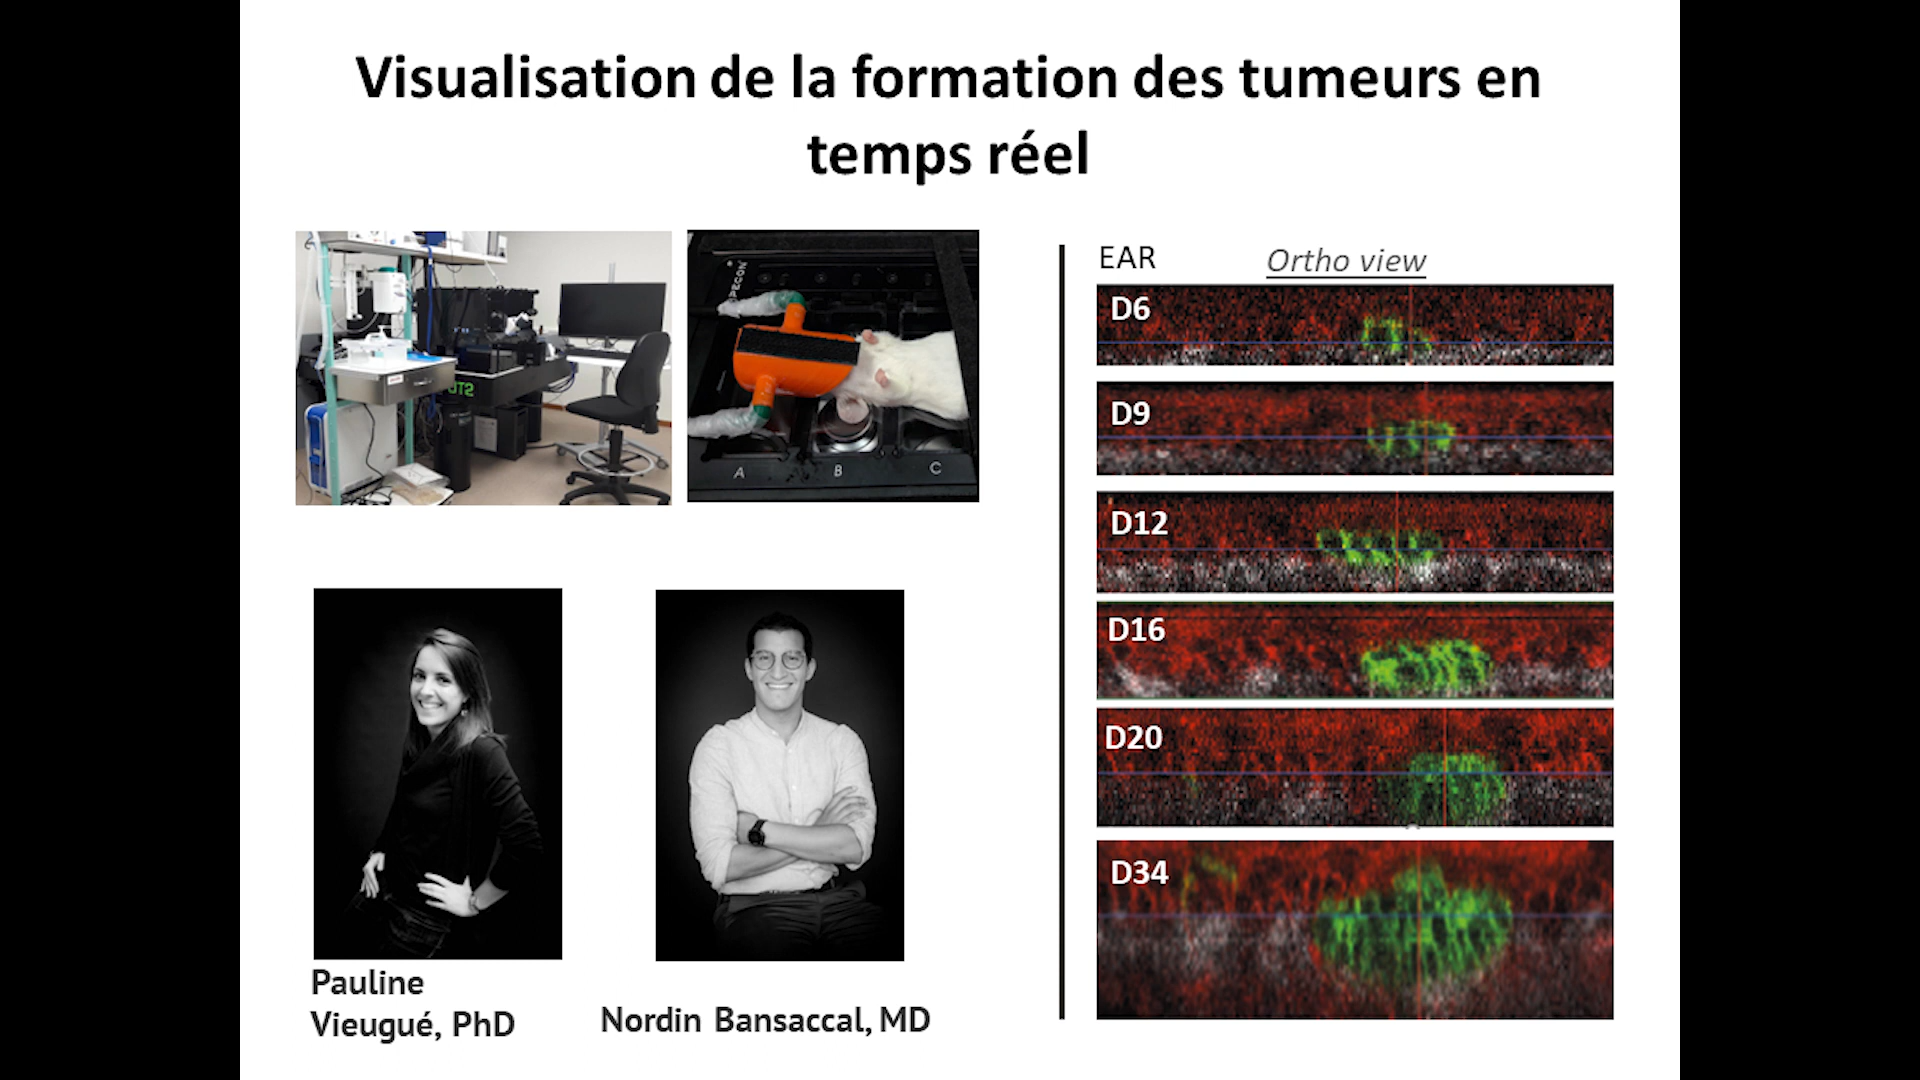 Visualisation de la formation des tumeurs en
temps réel
EAR
Ortho view
PECON
A
B
C
D6
D9
D12
D16
D20
D34
Pauline
Vieugué, PhD
Nordin Bansaccal, MD